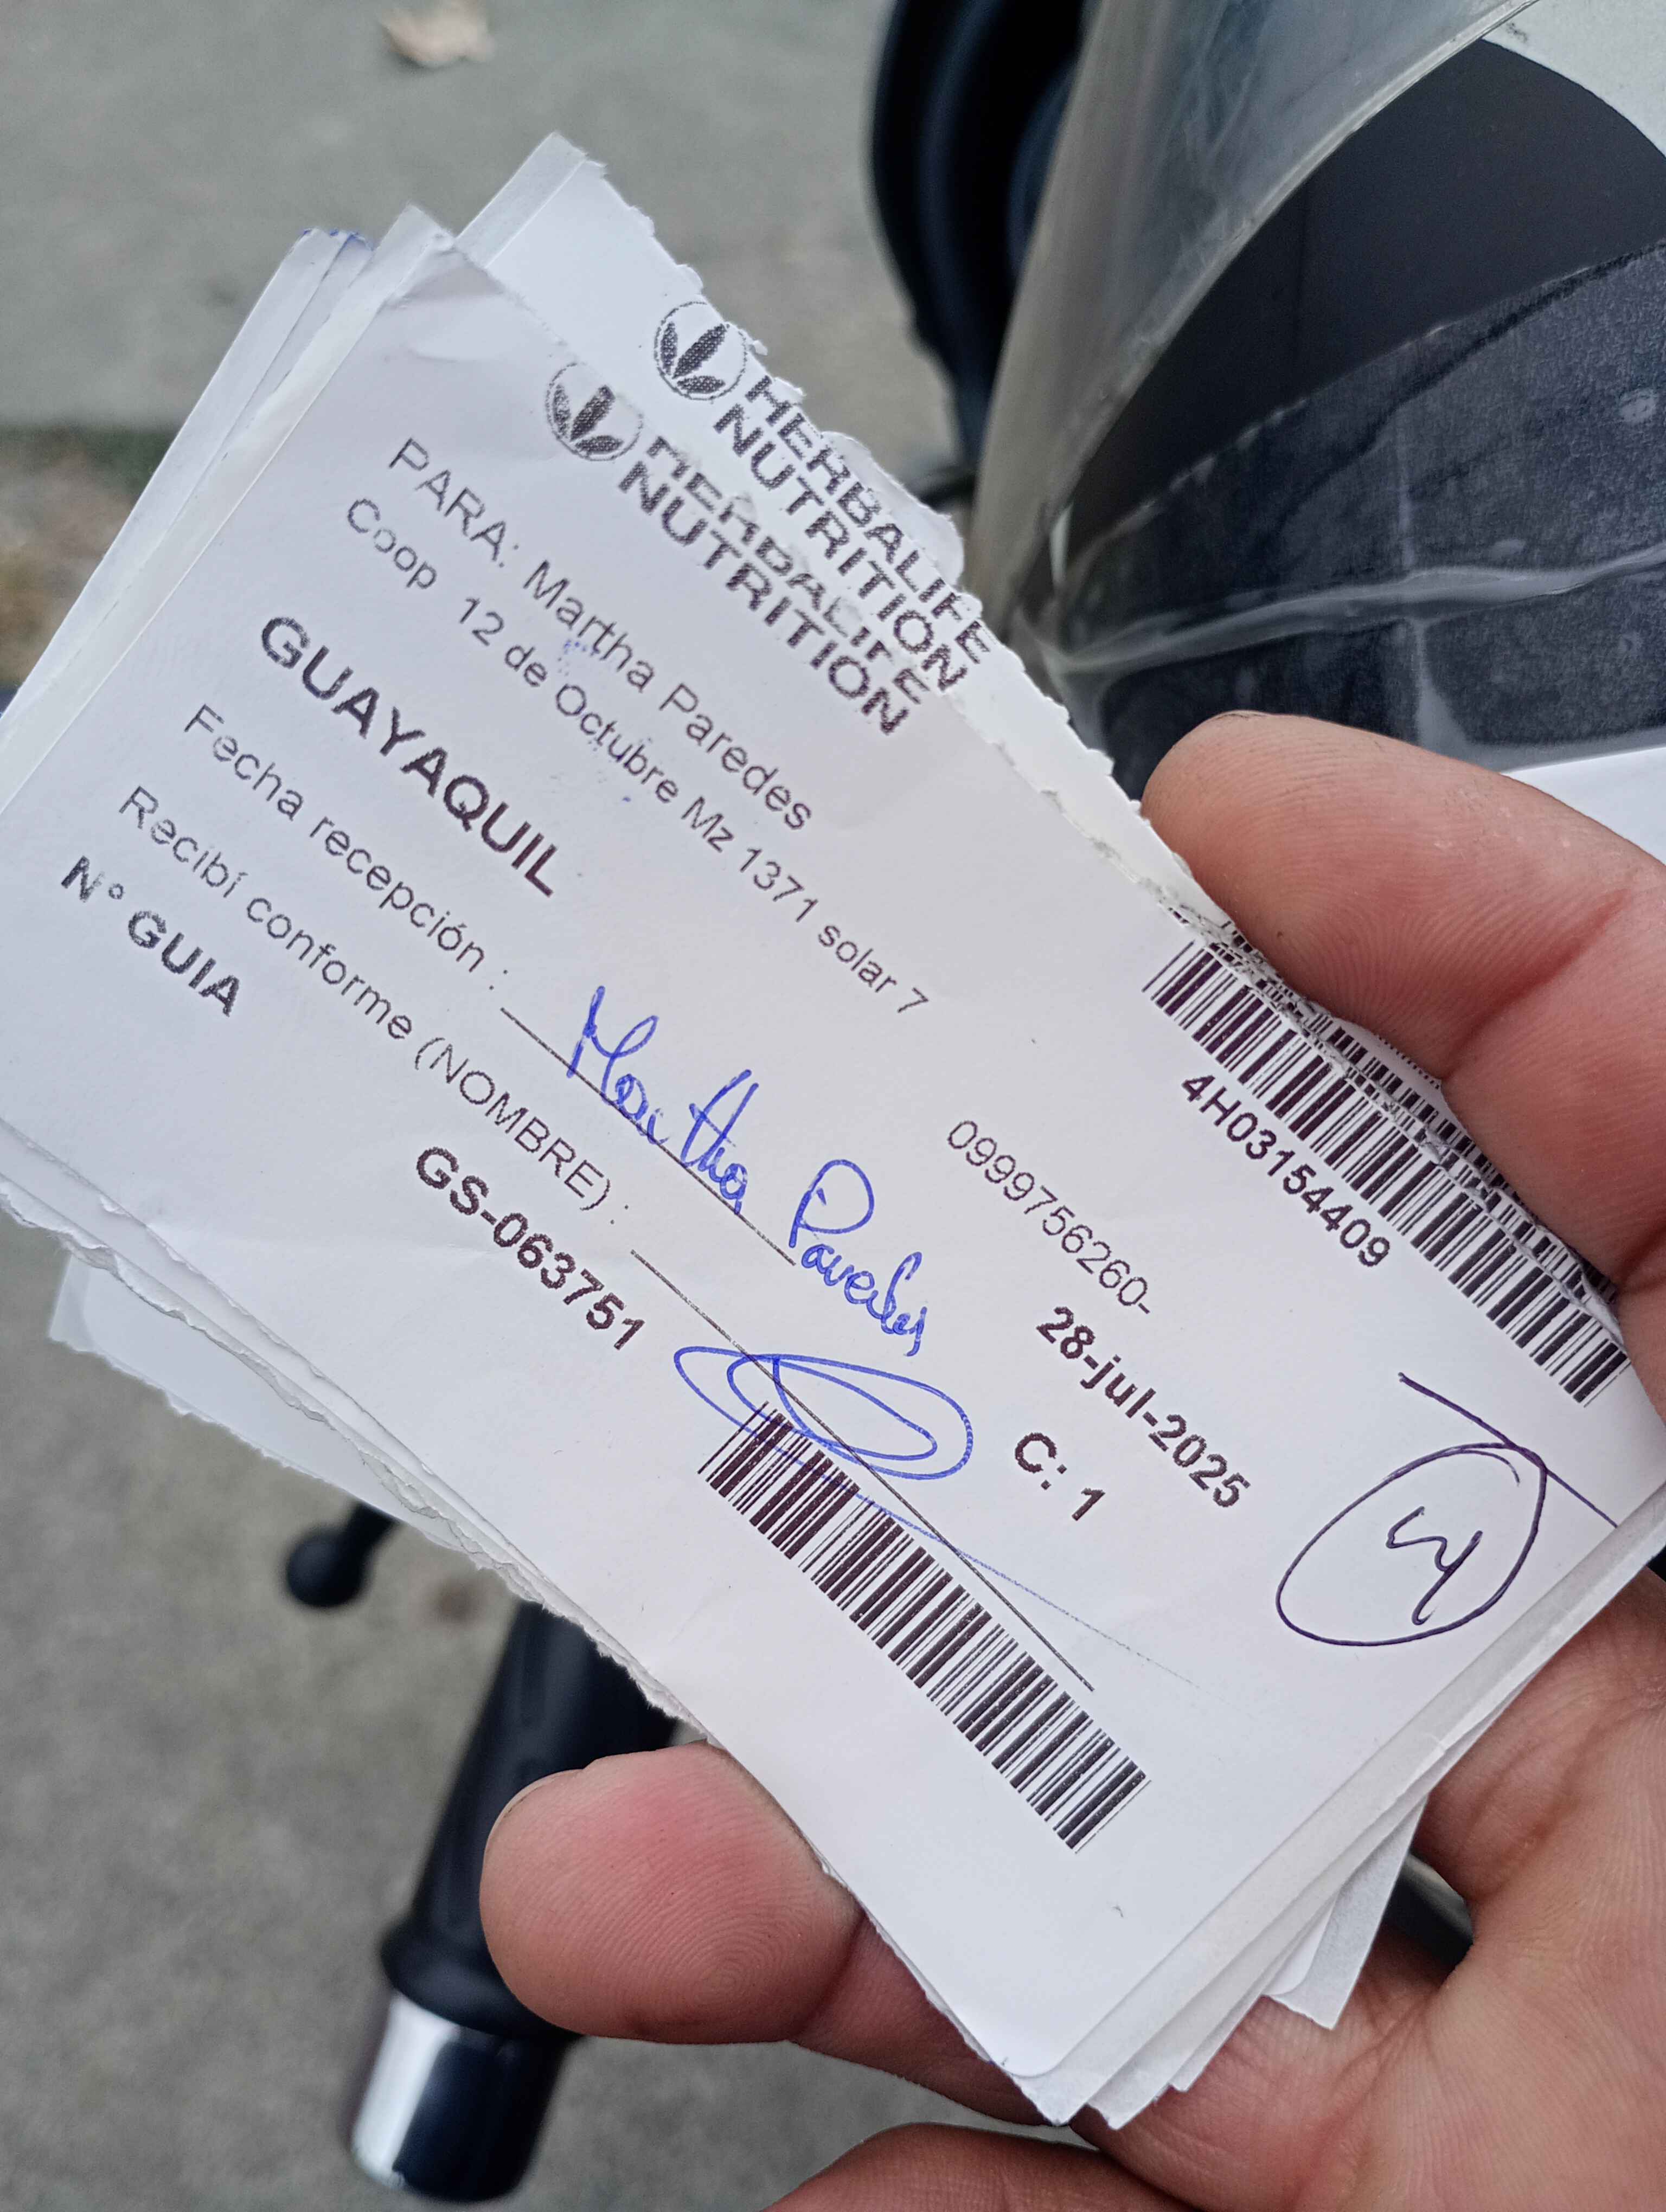 HERBALIFE
NUTRITION
HERBALIFE
NUTRITION
4H03154409
PARA: Martha Paredes
Coop 12 de Octubre Mz 1371 solar 7
0999756260-
GUAYAQUIL
28-jul-2025
Fecha recepción :
Martha Paredes
C: 1
Recibí conforme (NOMBRE) :
N° GUIA
GS-063751